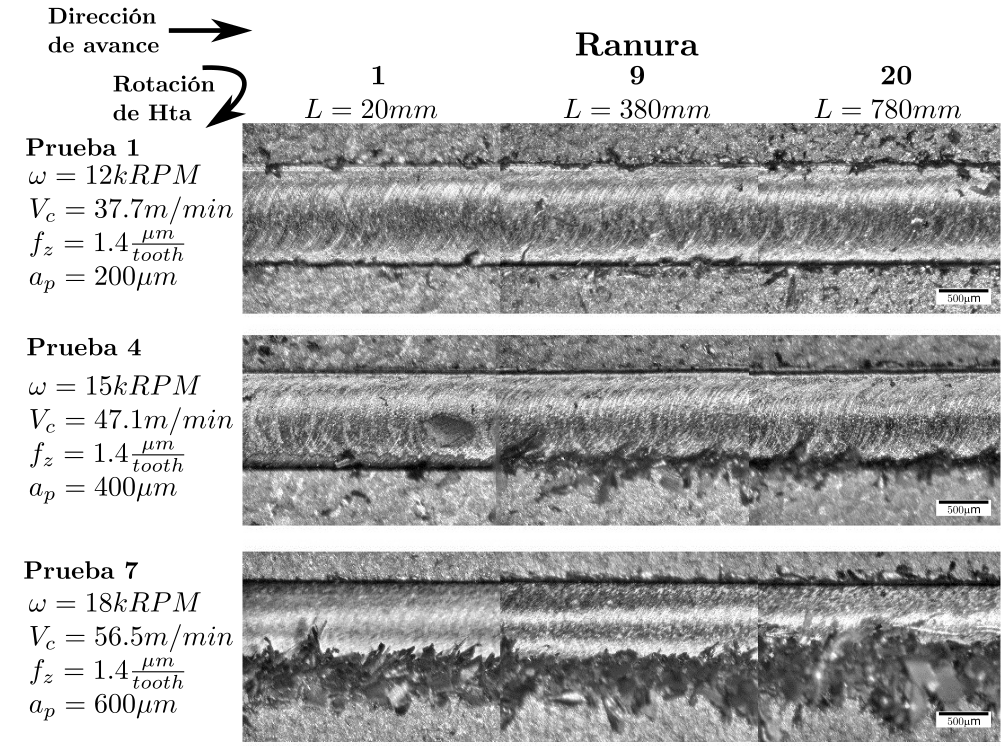 Dirección
de avance
Rotación
de Hta
Ranura
1 9 20
L = 20mm L = 380mm L = 780mm
Prueba 1
ω = 12kRPM
V_c = 37.7m/min
f_z = 1.4 μm/tooth
a_p = 200μm
500μm
Prueba 4
ω = 15kRPM
V_c = 47.1m/min
f_z = 1.4 μm/tooth
a_p = 400μm
500μm
Prueba 7
ω = 18kRPM
V_c = 56.5m/min
f_z = 1.4 μm/tooth
a_p = 600μm
500μm